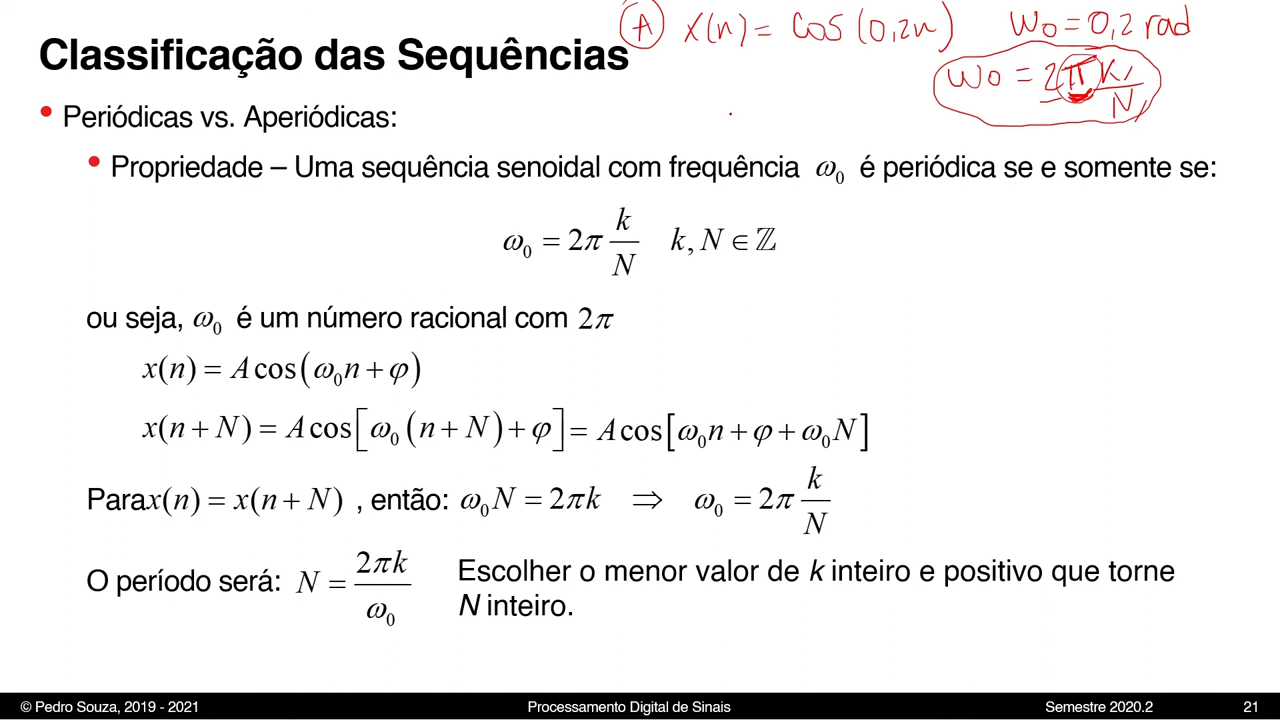 Classificação das Sequências
(A) x(n) = cos(0,2n) ω0 = 0,2 rad
ω0 = 2π k/N
• Periódicas vs. Aperiódicas:
• Propriedade – Uma sequência senoidal com frequência ω₀ é periódica se e somente se:
ω₀ = 2π k/N k, N ∈ ℤ
ou seja, ω₀ é um número racional com 2π
x(n) = A cos(ω₀n + φ)
x(n + N) = A cos[ω₀(n + N) + φ] = A cos[ω₀n + φ + ω₀N]
Para x(n) = x(n + N) , então: ω₀N = 2πk ⇒ ω₀ = 2π k/N
O período será: N = 2πk/ω₀ Escolher o menor valor de k inteiro e positivo que torne
N inteiro.
© Pedro Souza, 2019 - 2021 Processamento Digital de Sinais Semestre 2020.2 21